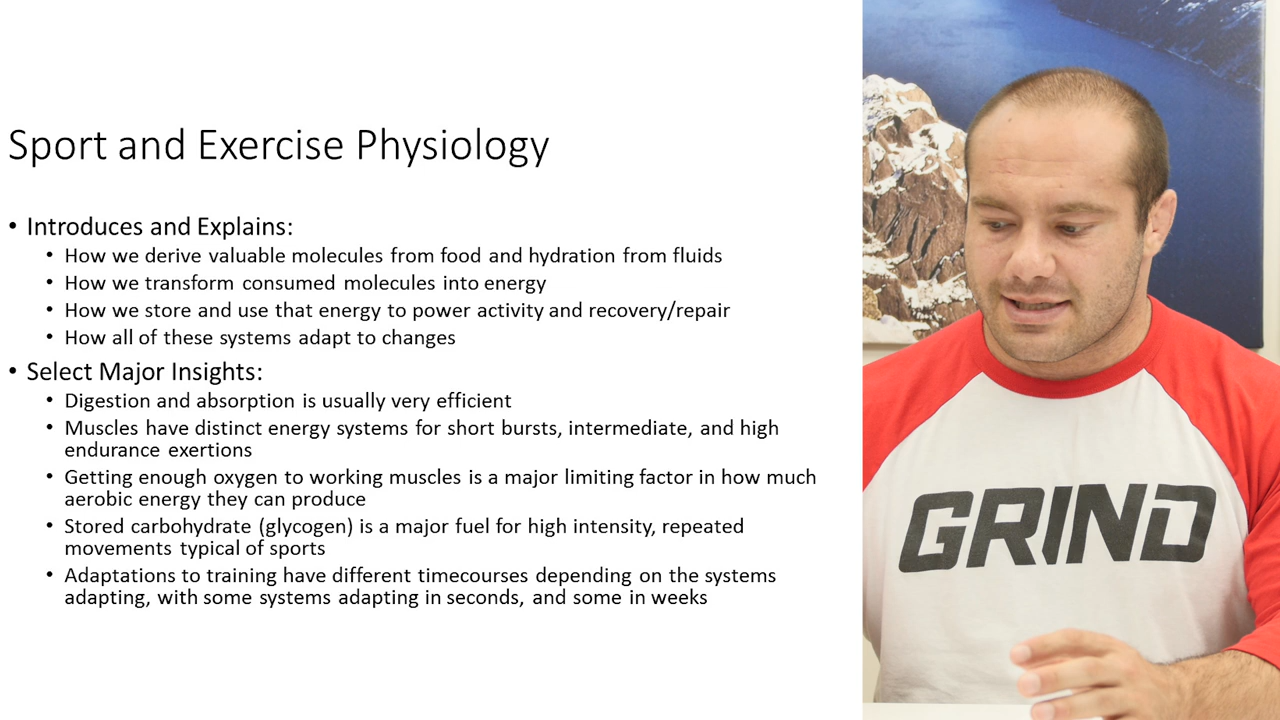 Sport and Exercise Physiology
• Introduces and Explains:
• How we derive valuable molecules from food and hydration from fluids
• How we transform consumed molecules into energy
• How we store and use that energy to power activity and recovery/repair
• How all of these systems adapt to changes
• Select Major Insights:
• Digestion and absorption is usually very efficient
• Muscles have distinct energy systems for short bursts, intermediate, and high
endurance exertions
• Getting enough oxygen to working muscles is a major limiting factor in how much
aerobic energy they can produce
• Stored carbohydrate (glycogen) is a major fuel for high intensity, repeated
movements typical of sports
• Adaptations to training have different timecourses depending on the systems
adapting, with some systems adapting in seconds, and some in weeks
GRIND